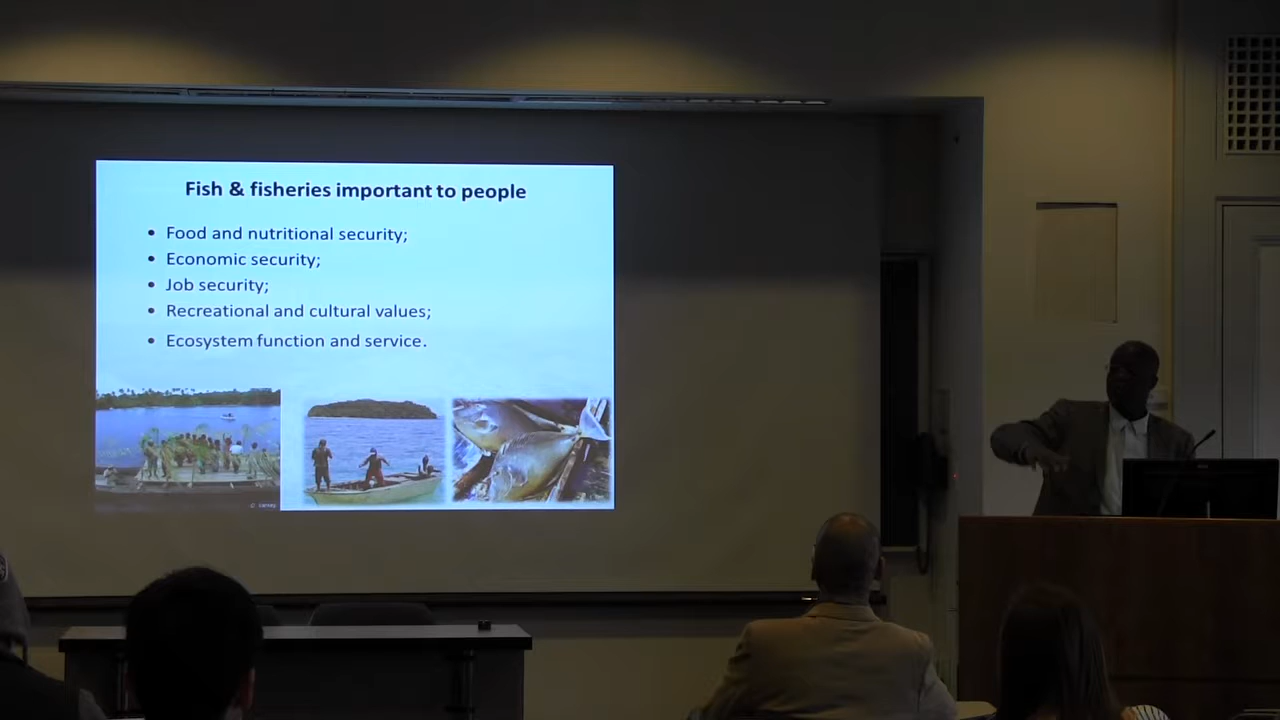 Fish & fisheries important to people
• Food and nutritional security;
• Economic security;
• Job security;
• Recreational and cultural values;
• Ecosystem function and service.